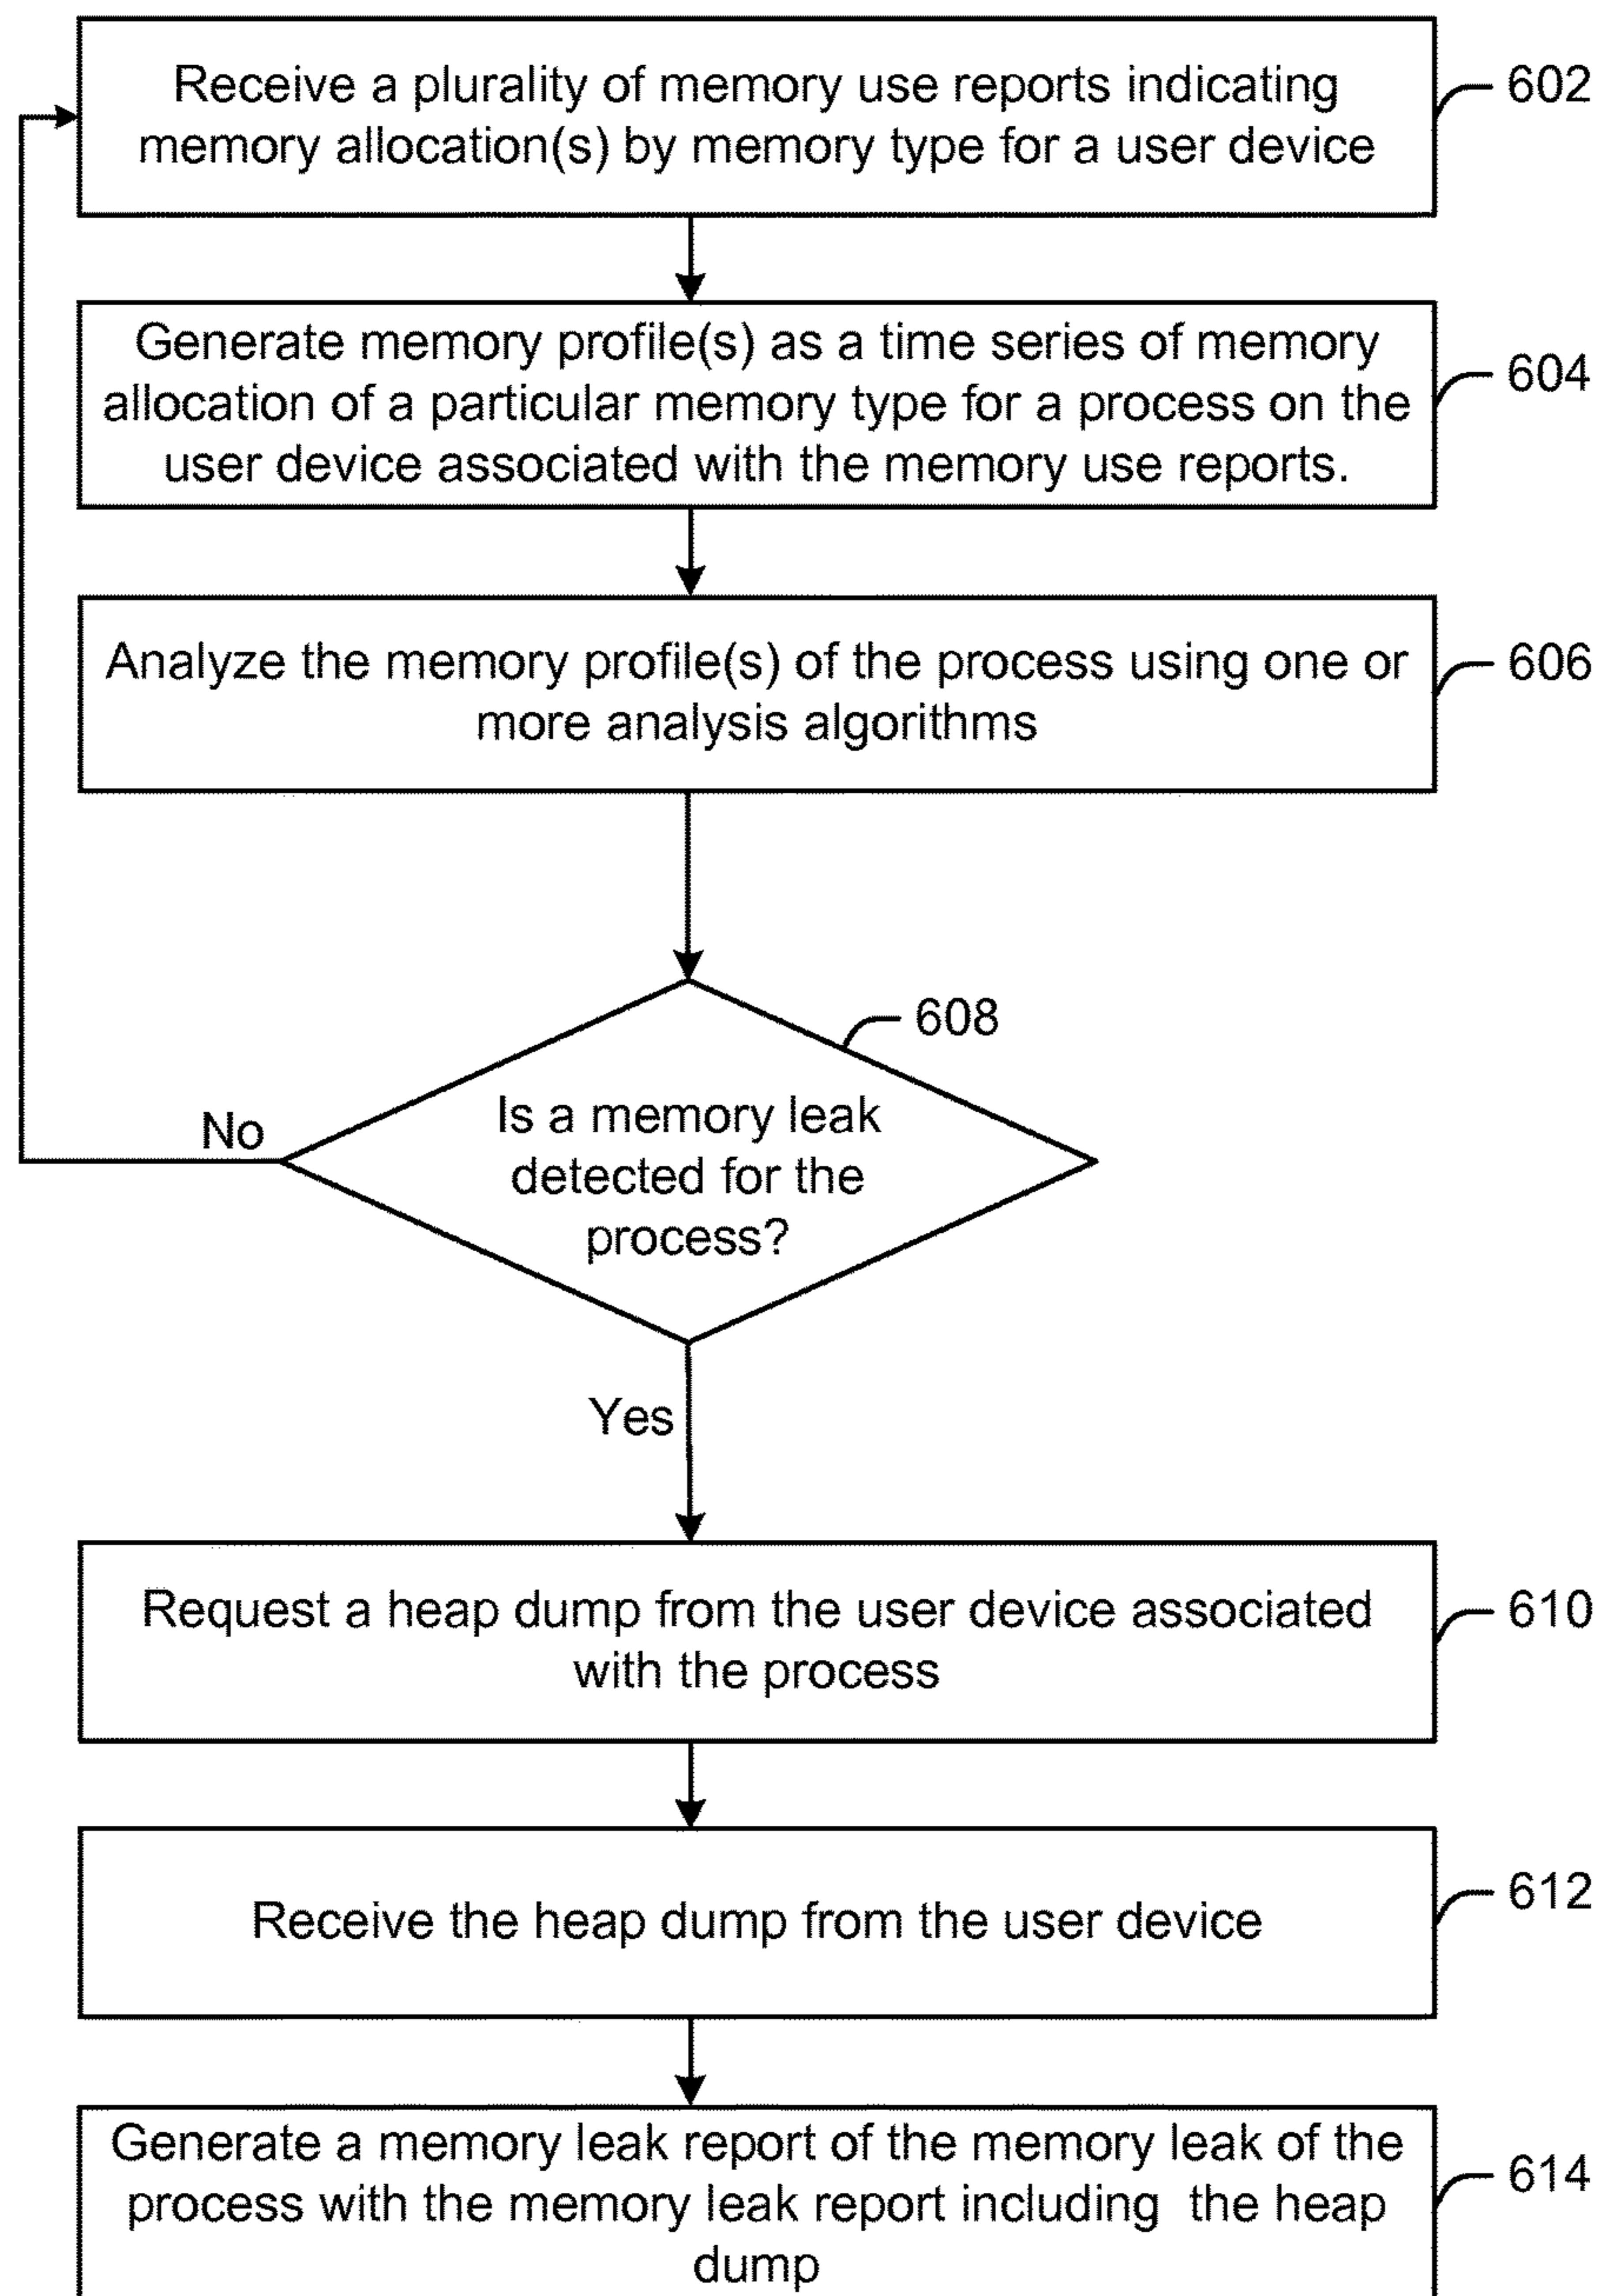 Receive a plurality of memory use reports indicating
memory allocation(s) by memory type for a user device
602
Generate memory profile(s) as a time series of memory
allocation of a particular memory type for a process on the
user device associated with the memory use reports.
604
Analyze the memory profile(s) of the process using one or
more analysis algorithms
606
608
Is a memory leak
detected for the
process?
No
Yes
Request a heap dump from the user device associated
with the process
610
Receive the heap dump from the user device
612
Generate a memory leak report of the memory leak of the
process with the memory leak report including the heap
dump
614